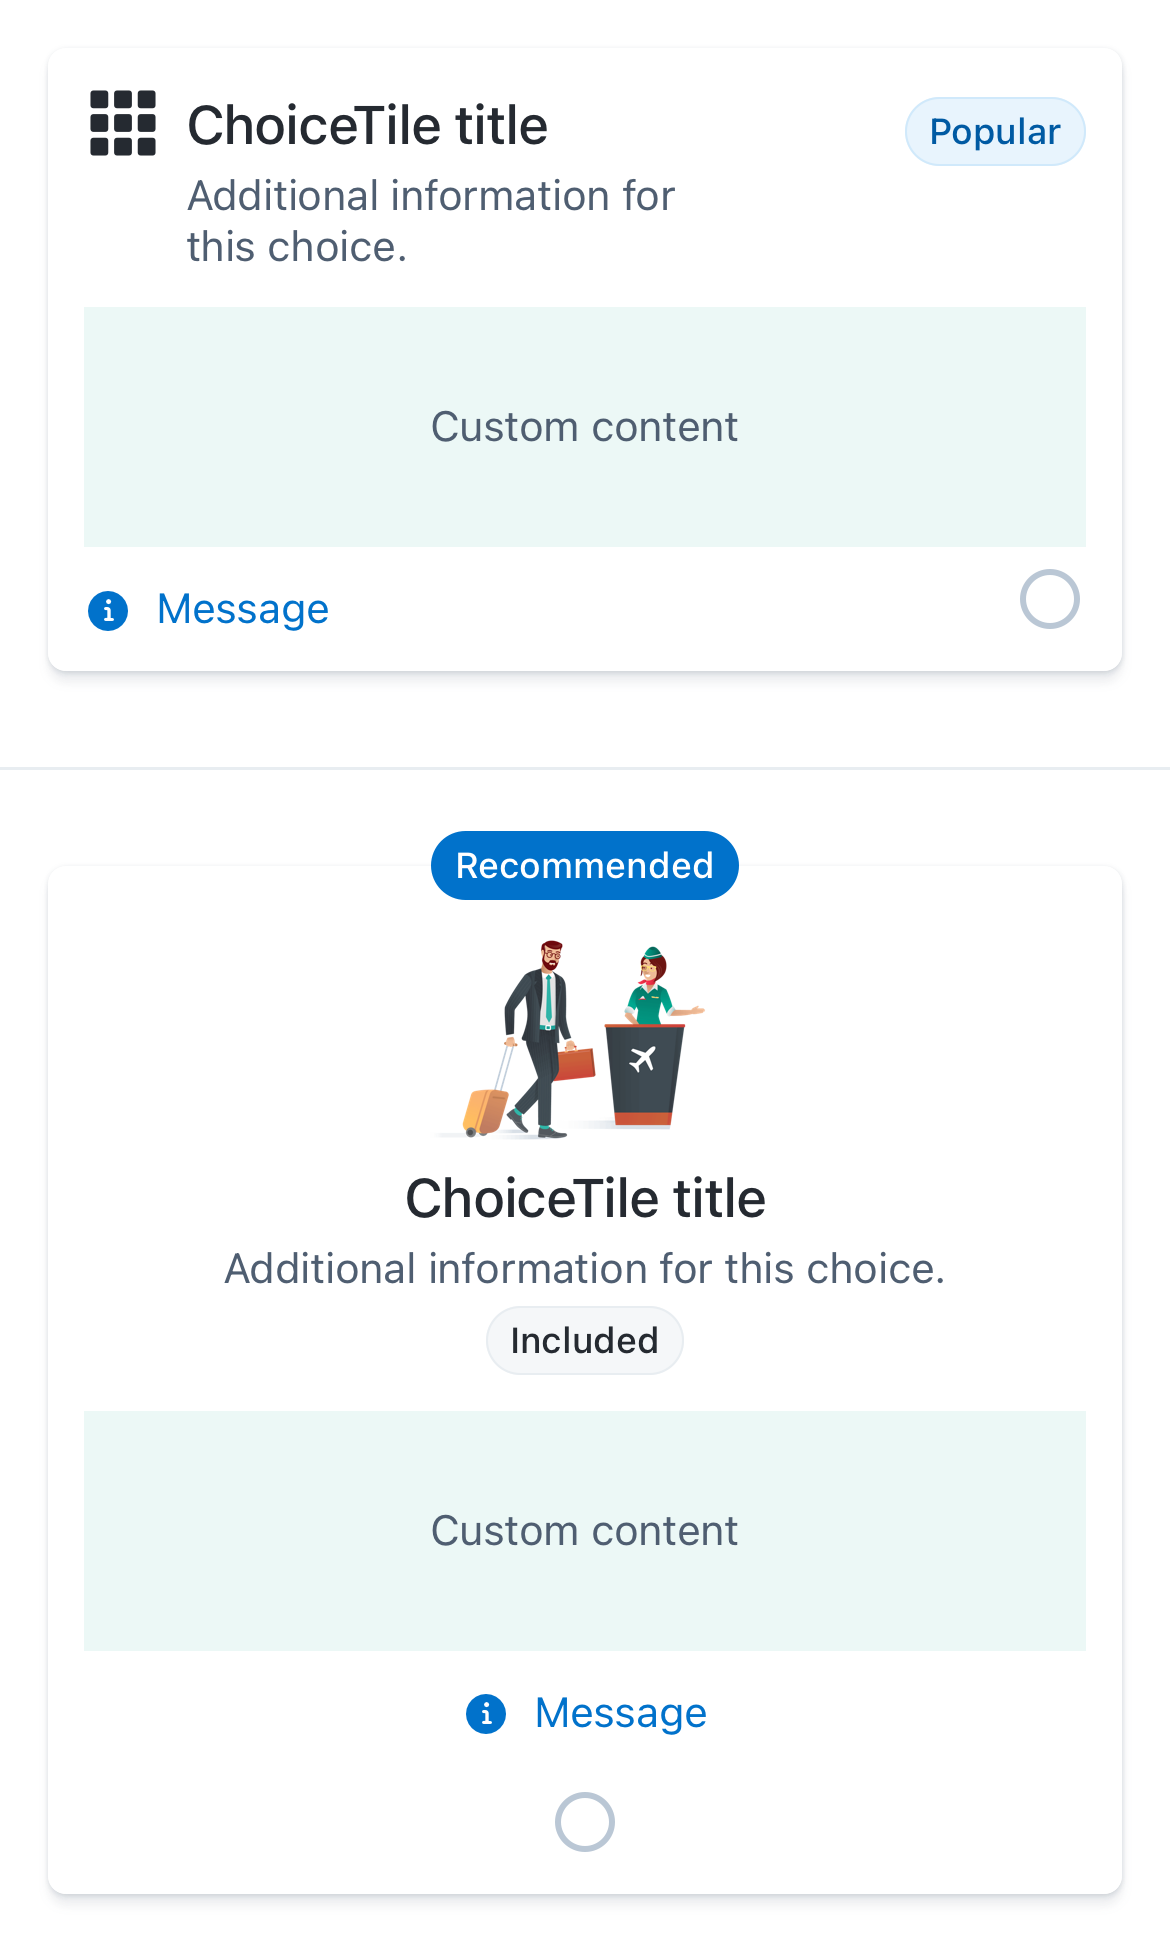 ChoiceTile title
Popular
Additional information for
this choice.
Custom content
Message
Recommended
ChoiceTile title
Additional information for this choice.
Included
Custom content
Message